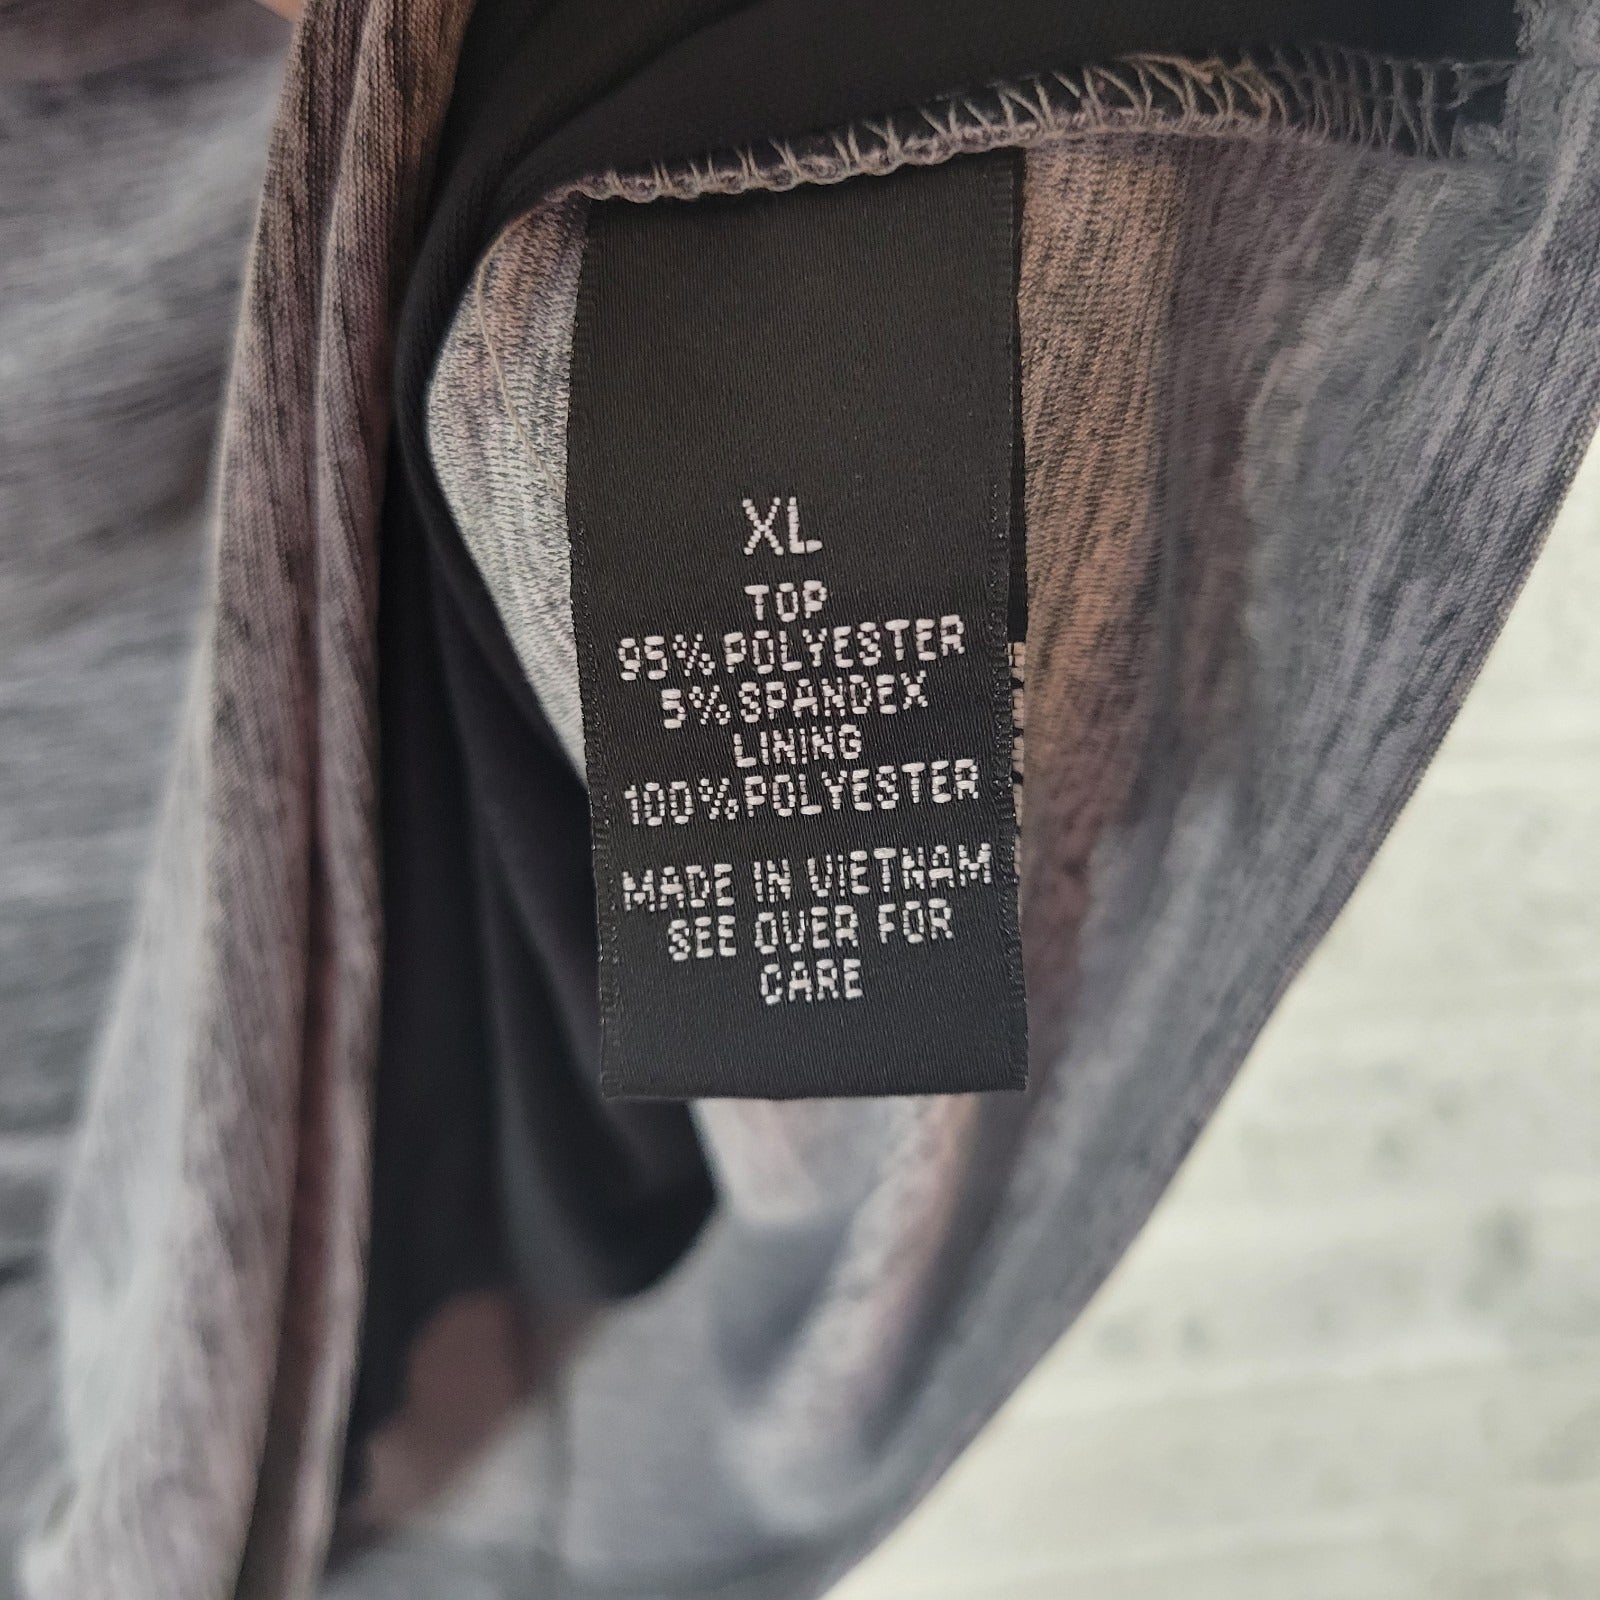 XL
TOP
95% POLYESTER
5% SPANDEX
LINING
100% POLYESTER
MADE IN VIETNAM
SEE OVER FOR
CARE